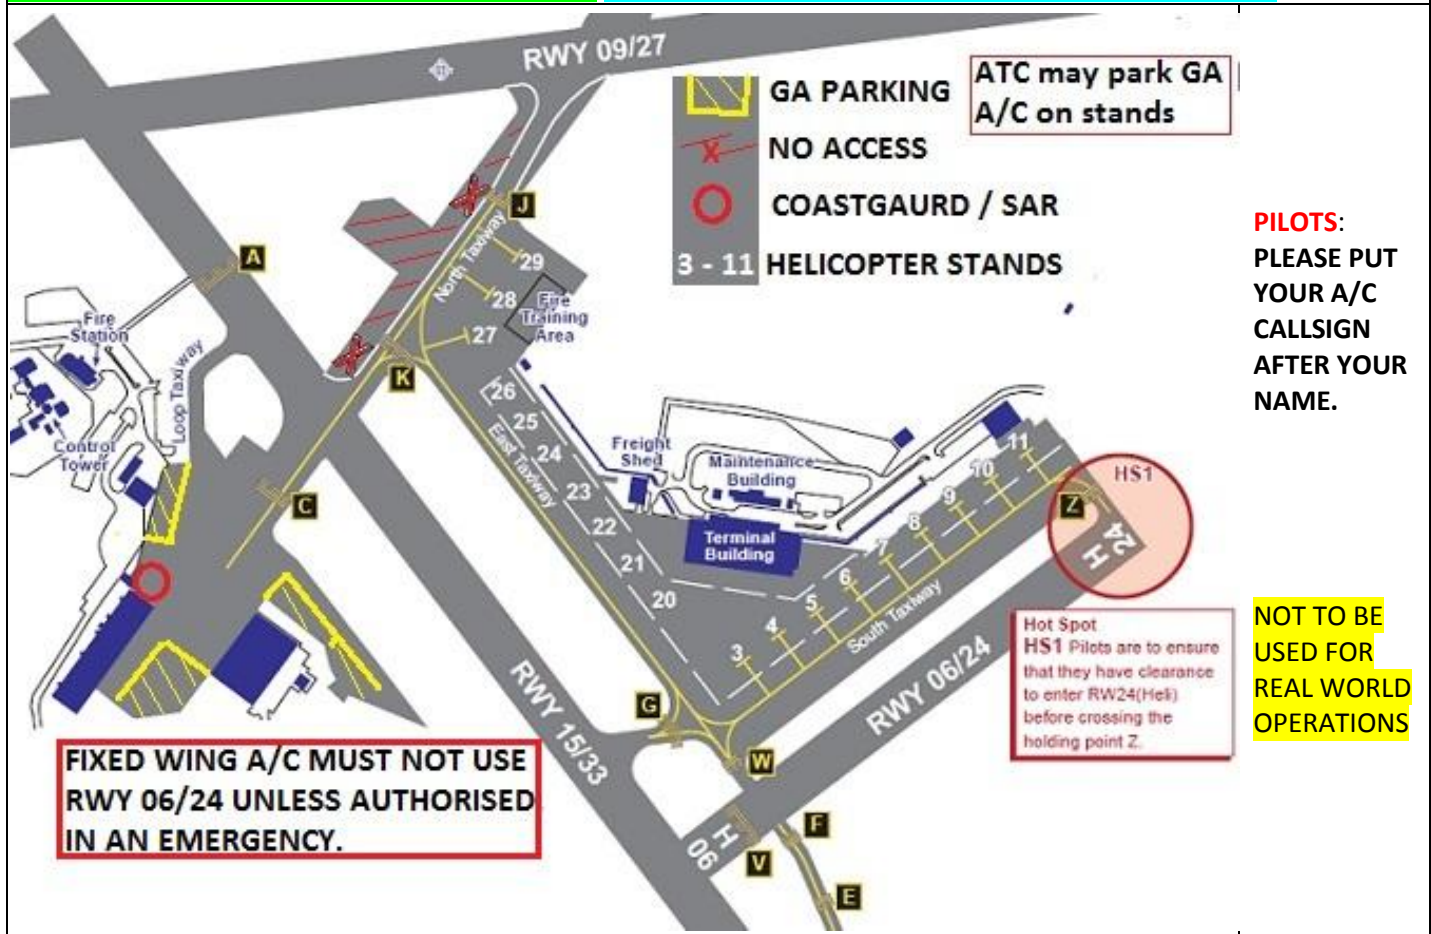 RWY 09/27
GA PARKING
ATC may park GA
A/C on stands
X
NO ACCESS
COASTGAURD / SAR
3 - 11
HELICOPTER STANDS
J
A
North Taxiway
29
28
27
Fire
Training
Area
Fire
Station
Loop Taxiway
Control
Tower
K
C
26
25
24
23
22
21
20
East Taxiway
Freight
Shed
Maintenance
Building
Terminal
Building
11
10
9
8
7
6
5
4
3
South Taxiway
Z
HS1
H
24
RWY 06/24
RWY 15/33
G
W
H
06
V
F
E
Hot Spot
HS1 Pilots are to ensure
that they have clearance
to enter RW24(Heli)
before crossing the
holding point Z.
FIXED WING A/C MUST NOT USE
RWY 06/24 UNLESS AUTHORISED
IN AN EMERGENCY.
PILOTS:
PLEASE PUT
YOUR A/C
CALLSIGN
AFTER YOUR
NAME.
NOT TO BE
USED FOR
REAL WORLD
OPERATIONS